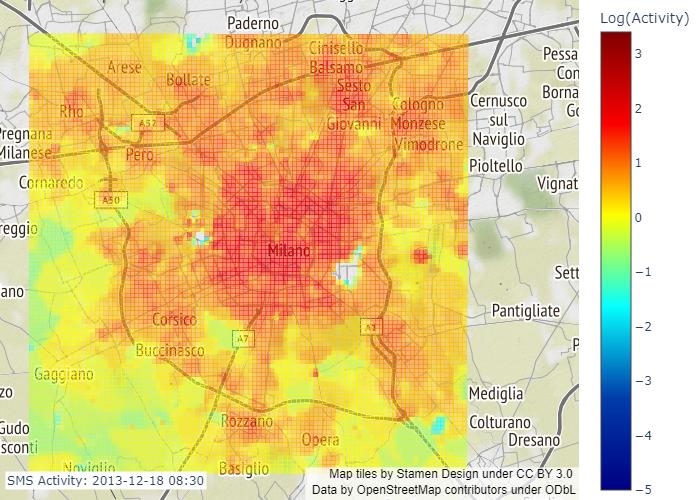 Log(Activity)
Paderno
Dugnano
Cinisello
Balsamo
Arese
Bollate
Sesto
San
Giovanni
Cologno
Monzese
Vimodrone
Rho
A52
Pero
Pregnana
Milanese
Cornaredo
A50
Cernusco
sul
Naviglio
Pioltello
Pessa
Con
Borna
Go
Vignat
reggio
Milano
ano
Sett
Pantigliate
P
Corsico
Buccinasco
A7
A1
Gaggiano
zo
Gudo
sconti
Rozzano
Opera
Mediglia
Colturano
Dresano
Noviglio
Basiglio
3
2
1
0
−1
−2
−3
−4
−5
SMS Activity: 2013-12-18 08:30
Map tiles by Stamen Design under CC BY 3.0
Data by OpenStreetMap contributors under ODbL